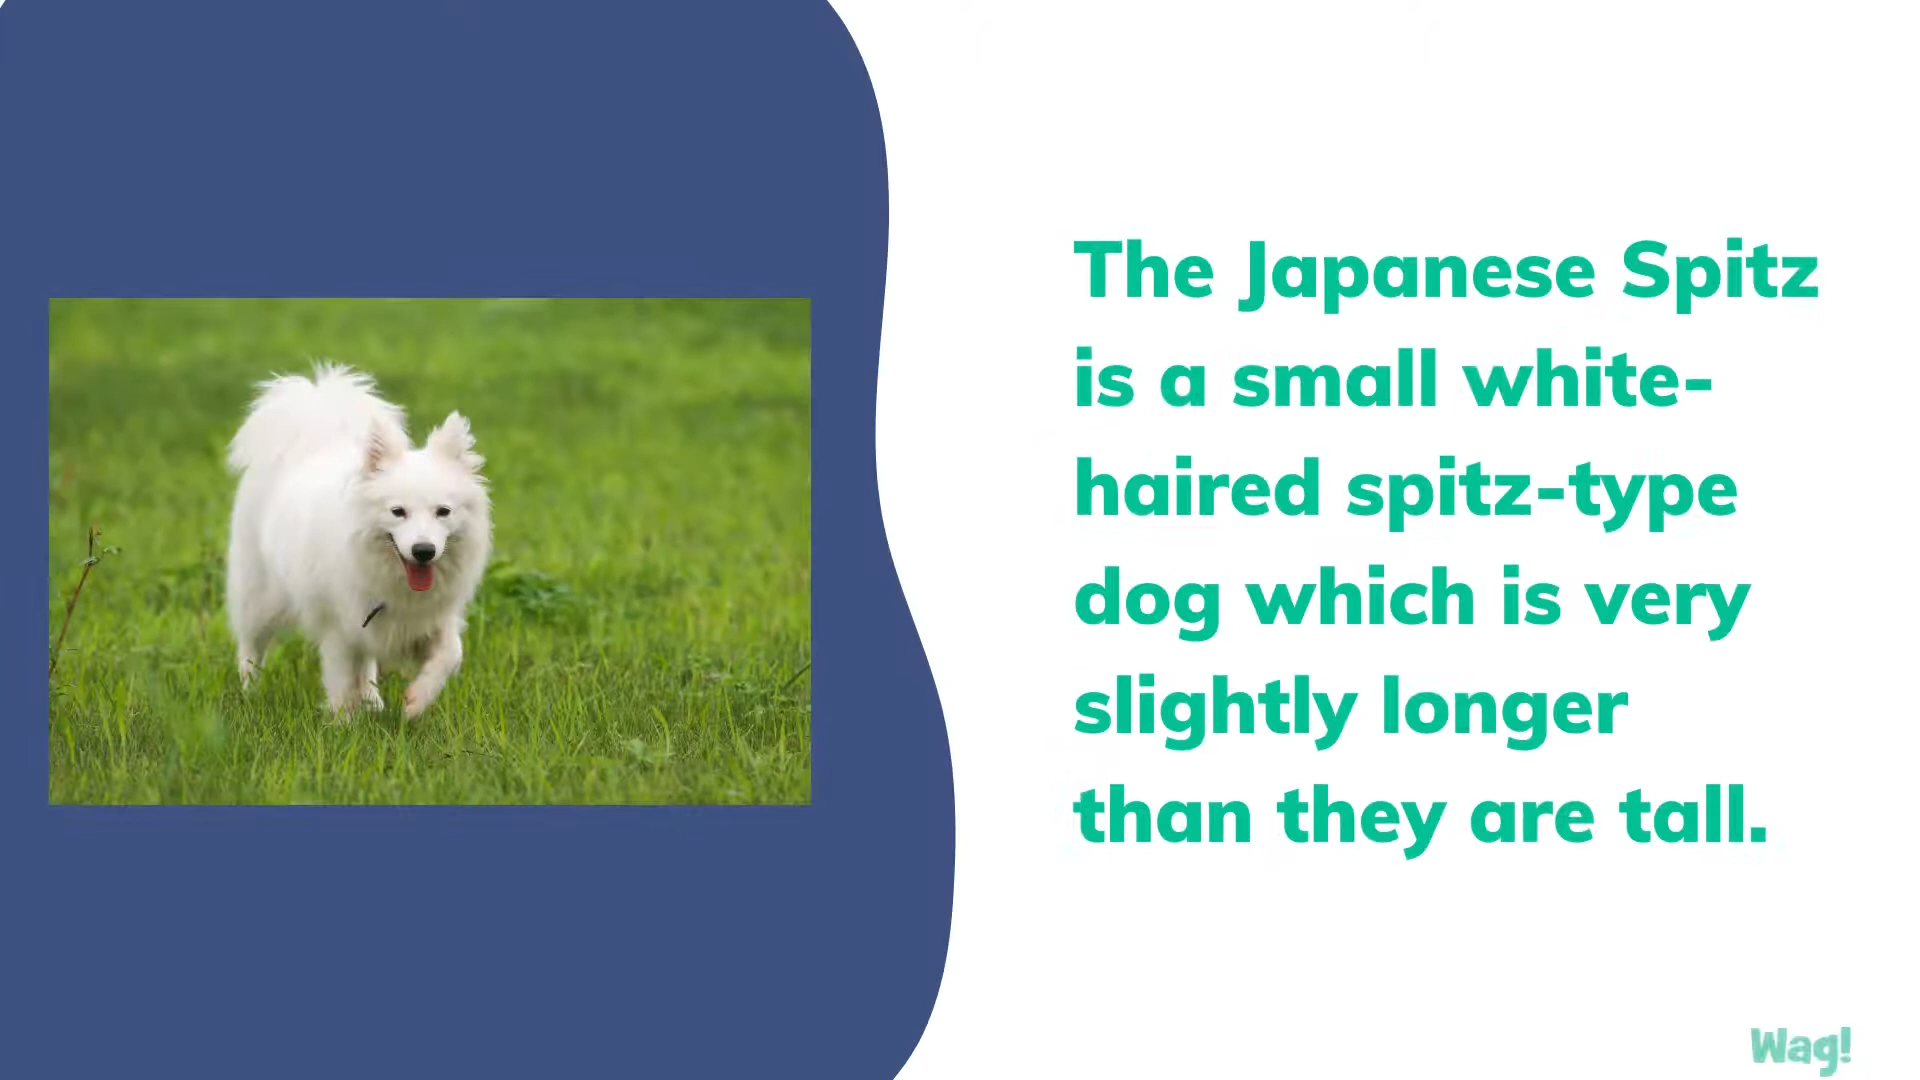 The Japanese Spitz
is a small white-
haired spitz-type
dog which is very
slightly longer
than they are tall.
Wag!